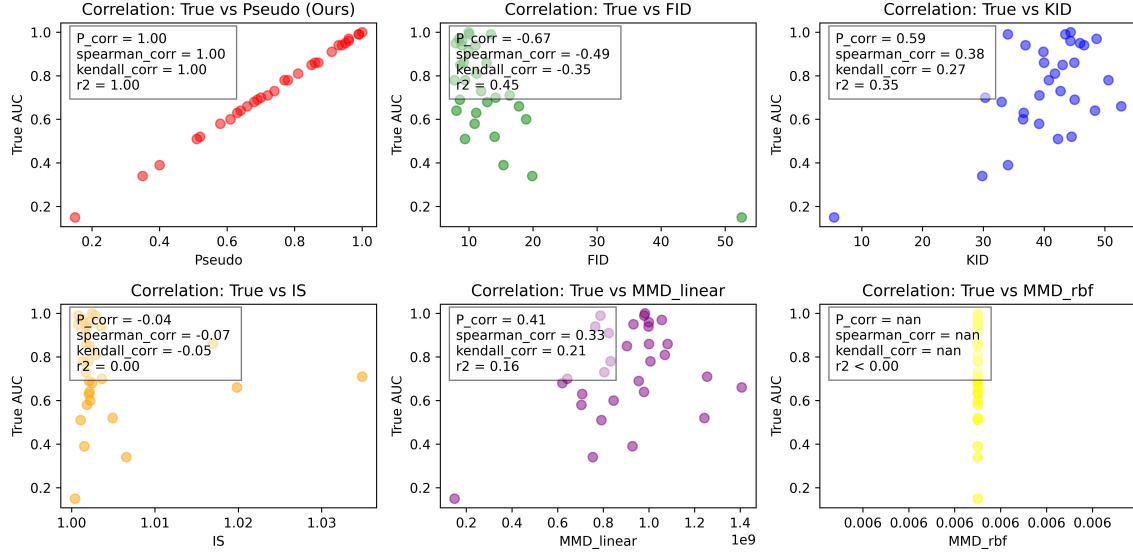 Correlation: True vs Pseudo (Ours)
P_corr = 1.00
spearman_corr = 1.00
kendall_corr = 1.00
r2 = 1.00
True AUC
1.0
0.8
0.6
0.4
0.2
0.2 0.4 0.6 0.8 1.0
Pseudo
Correlation: True vs FID
P_corr = -0.67
spearman_corr = -0.49
kendall_corr = -0.35
r2 = 0.45
True AUC
1.0
0.8
0.6
0.4
0.2
10 20 30 40 50
FID
Correlation: True vs KID
P_corr = 0.59
spearman_corr = 0.38
kendall_corr = 0.27
r2 = 0.35
True AUC
1.0
0.8
0.6
0.4
0.2
10 20 30 40 50
KID
Correlation: True vs IS
P_corr = -0.04
spearman_corr = -0.07
kendall_corr = -0.05
r2 = 0.00
True AUC
1.0
0.8
0.6
0.4
0.2
1.00 1.01 1.02 1.03
IS
Correlation: True vs MMD_linear
P_corr = 0.41
spearman_corr = 0.33
kendall_corr = 0.21
r2 = 0.16
True AUC
1.0
0.8
0.6
0.4
0.2
0.2 0.4 0.6 0.8 1.0 1.2 1.4
MMD_linear
1e9
Correlation: True vs MMD_rbf
P_corr = nan
spearman_corr = nan
kendall_corr = nan
r2 < 0.00
True AUC
1.0
0.8
0.6
0.4
0.2
0.006 0.006 0.006 0.006 0.006 0.006
MMD_rbf